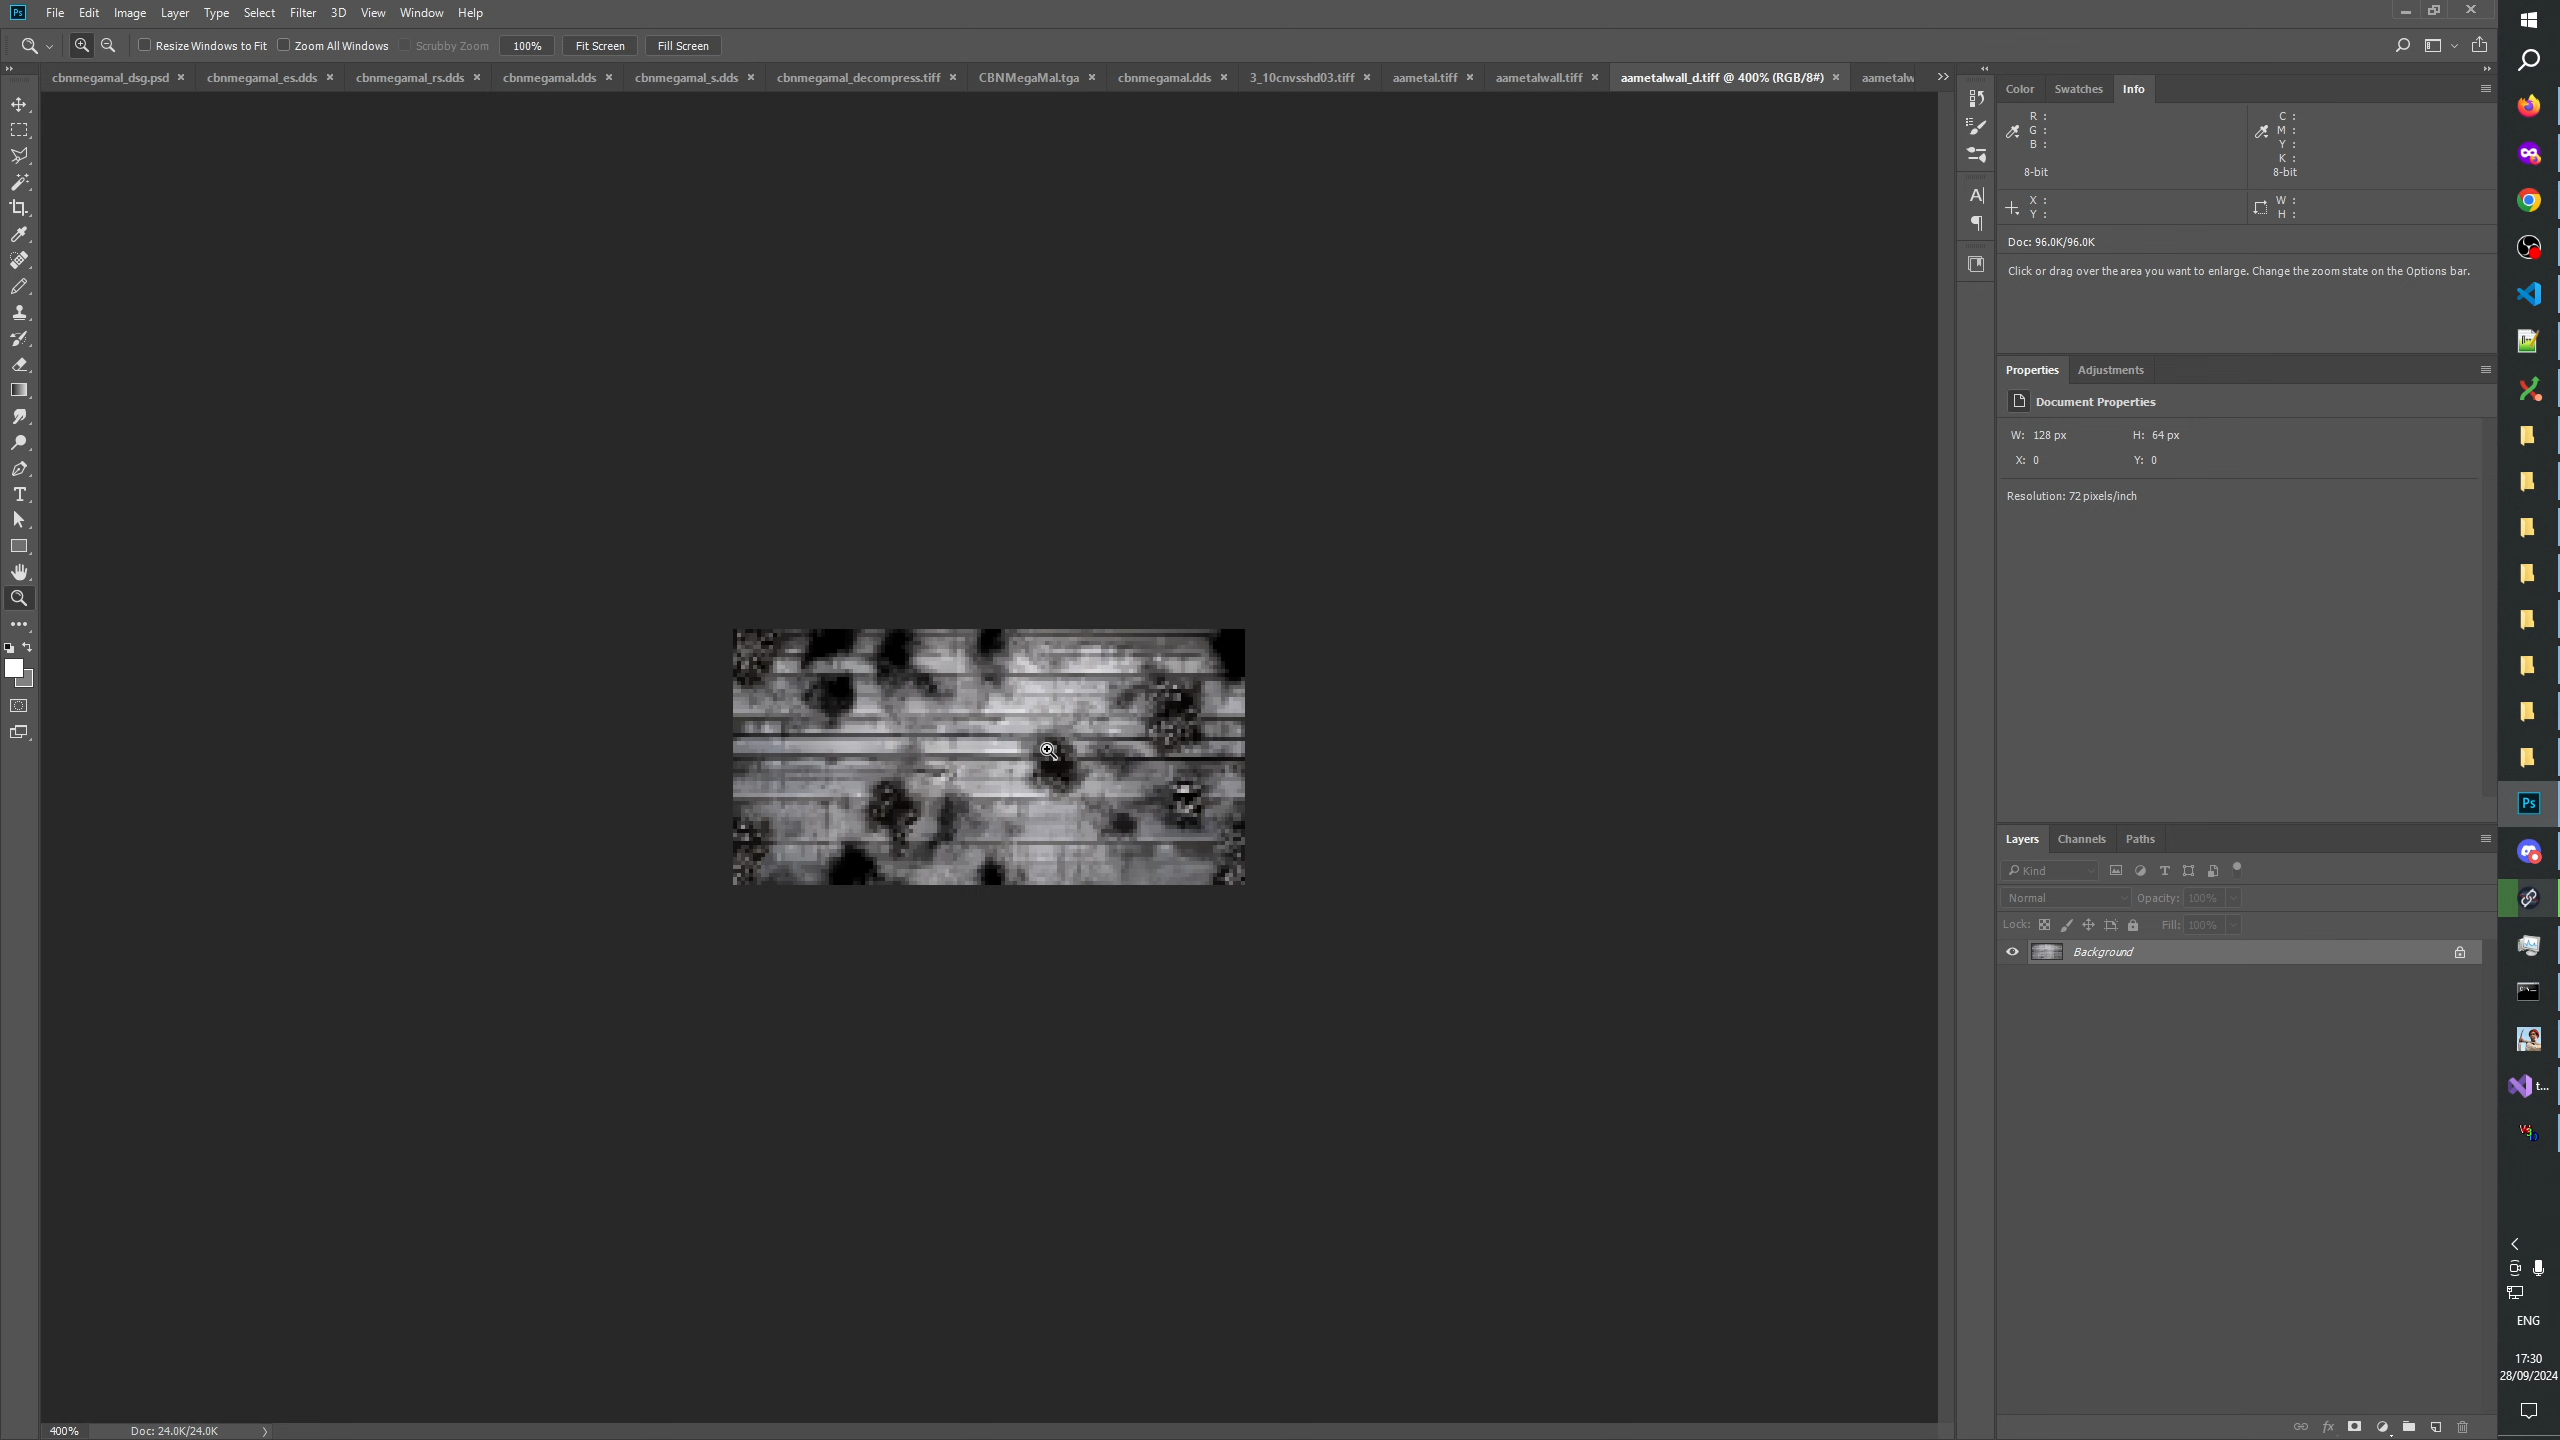 Ps File Edit Image Layer Type Select Filter 3D View Window Help
Resize Windows to Fit Zoom All Windows Scrubby Zoom 100% Fit Screen Fill Screen
cbnmegamal_dsg.psd cbnmegamal_es.dds cbnmegamal_rs.dds cbnmegamal.dds cbnmegamal_s.dds cbnmegamal_decompress.tiff CBNMegaMal.tga cbnmegamal.dds 3_10cnvsshd03.tiff aametal.tiff aametalwall.tiff aametalwall_d.tiff @ 400% (RGB/8#) aametalw
Color Swatches Info
R : C :
G : M :
B : Y :
K :
8-bit 8-bit
X : W :
Y : H :
Doc: 96.0K/96.0K
Click or drag over the area you want to enlarge. Change the zoom state on the Options bar.
Properties Adjustments
Document Properties
W: 128 px H: 64 px
X: 0 Y: 0
Resolution: 72 pixels/inch
Layers Channels Paths
Kind
Normal Opacity: 100%
Lock: Fill: 100%
Background
Ps
t...
ENG
17:30
28/09/2024
400% Doc: 24.0K/24.0K